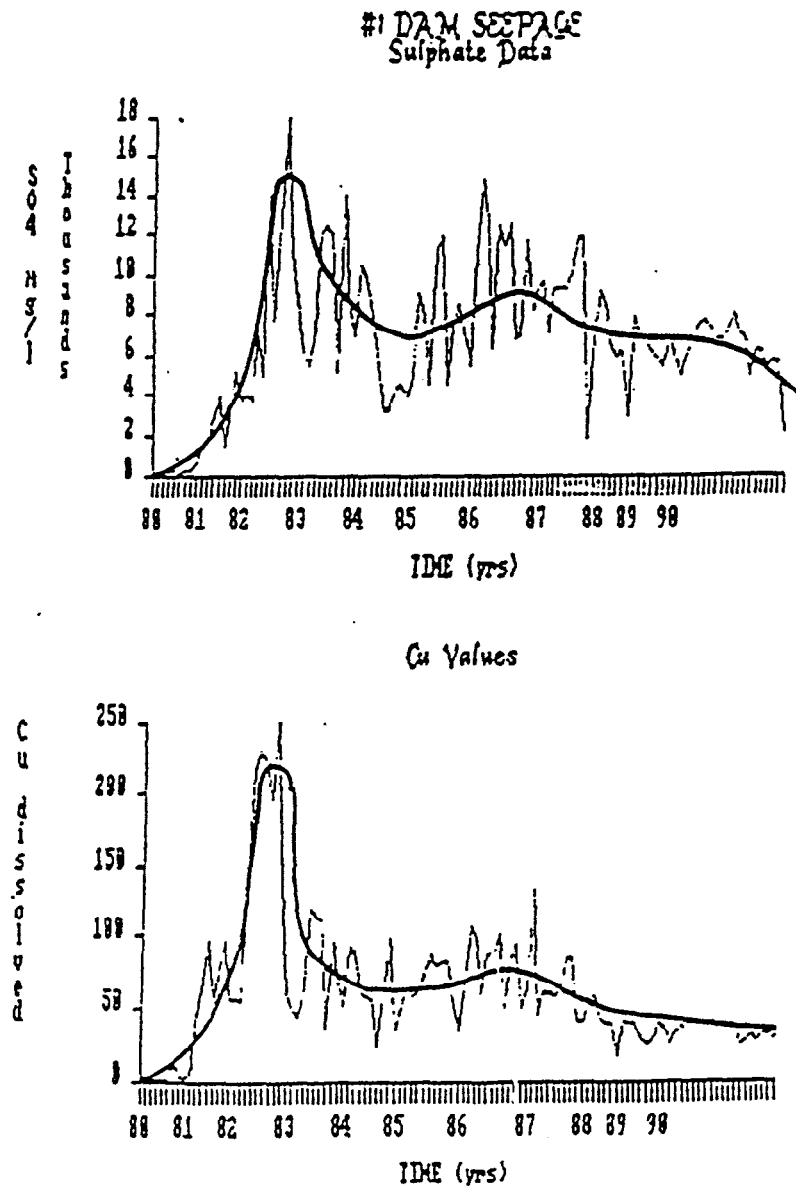 #1 DAM SEEPAGE
Sulphate Data
SO4 Mg/l
Thousands
18
16
14
12
10
8
6
4
2
0
80 81 82 83 84 85 86 87 88 89 90
TIME (yrs)
Cu Values
Cu dissolved
250
200
150
100
50
0
80 81 82 83 84 85 86 87 88 89 90
TIME (yrs)